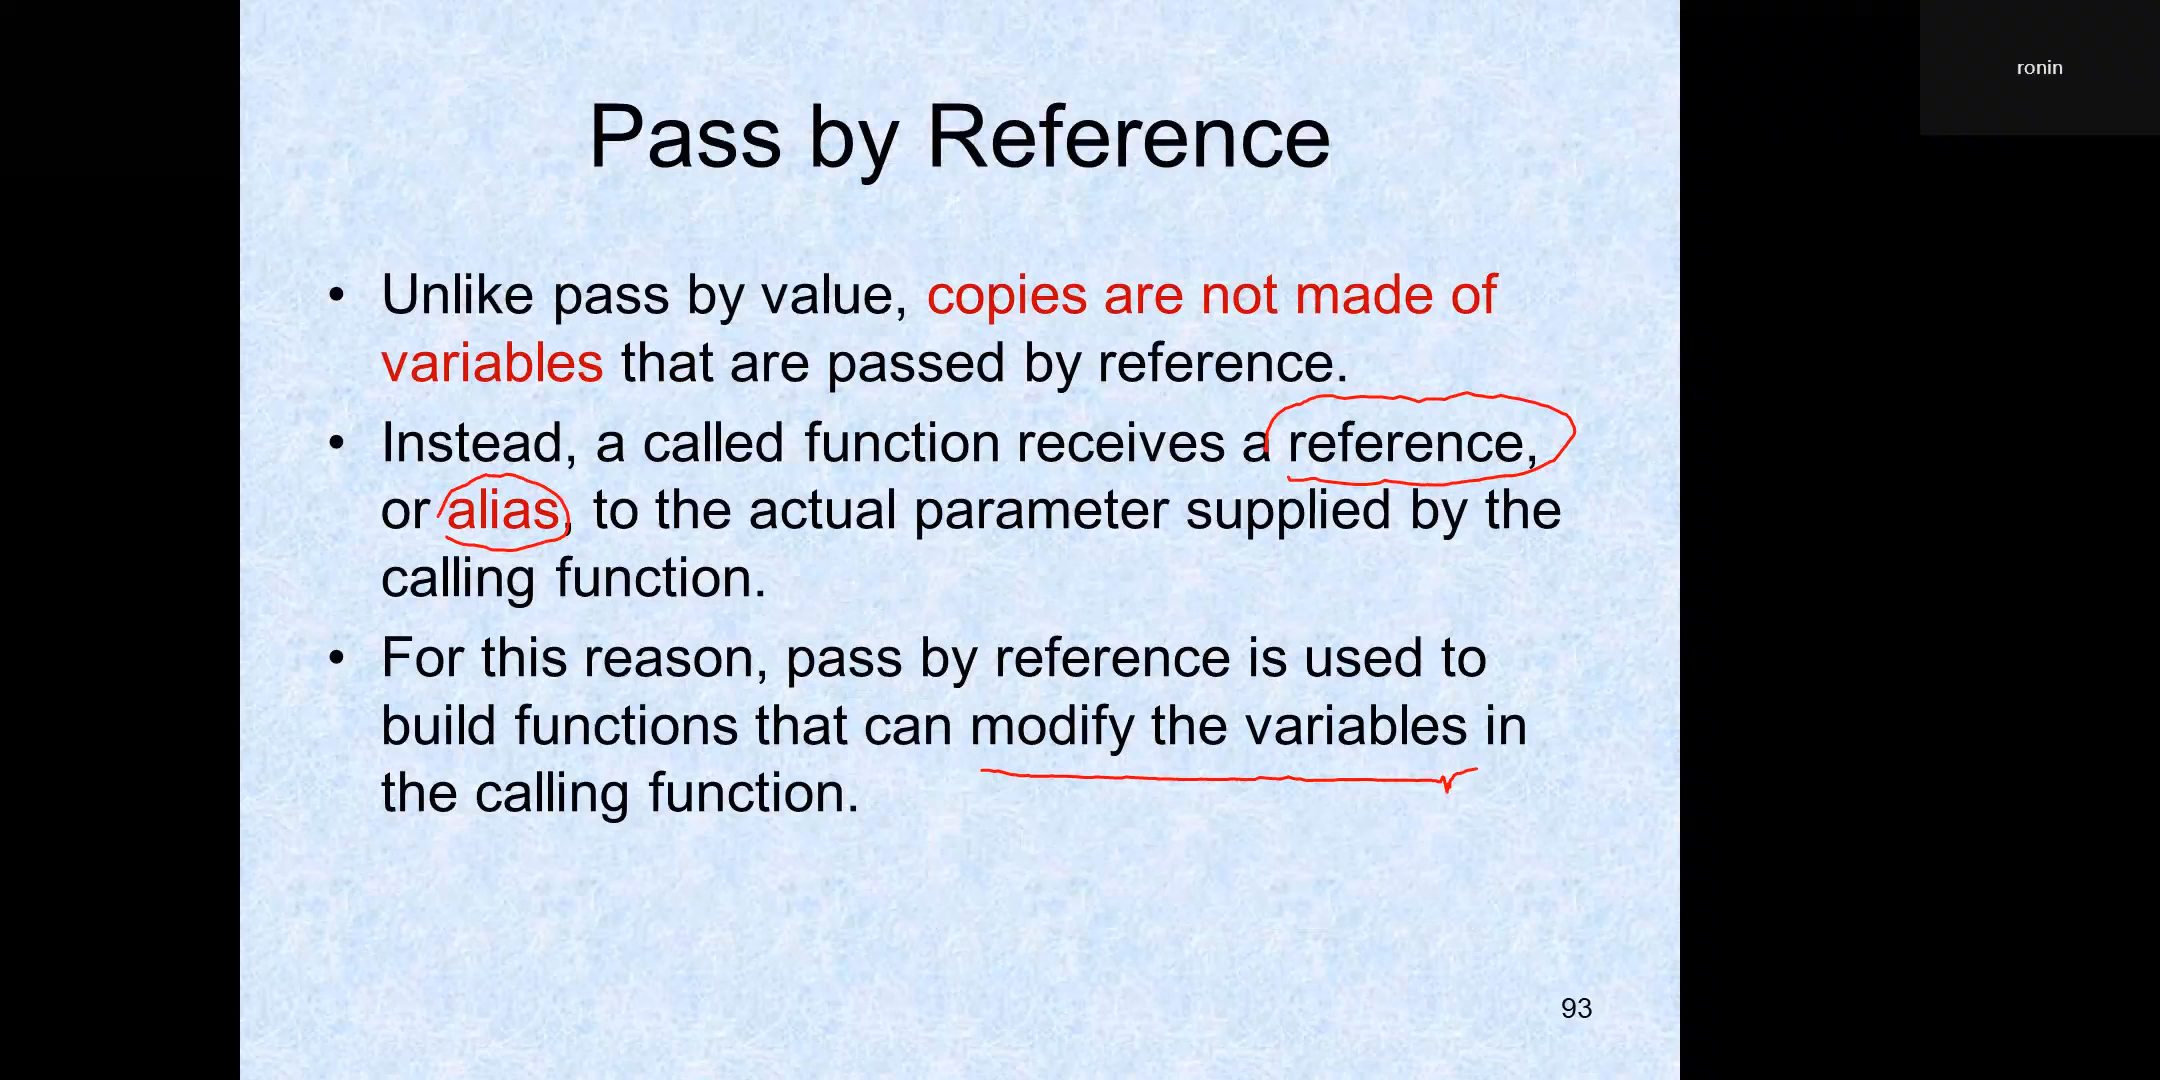 ronin
Pass by Reference
• Unlike pass by value, copies are not made of
variables that are passed by reference.
• Instead, a called function receives a reference,
or alias, to the actual parameter supplied by the
calling function.
• For this reason, pass by reference is used to
build functions that can modify the variables in
the calling function.
93